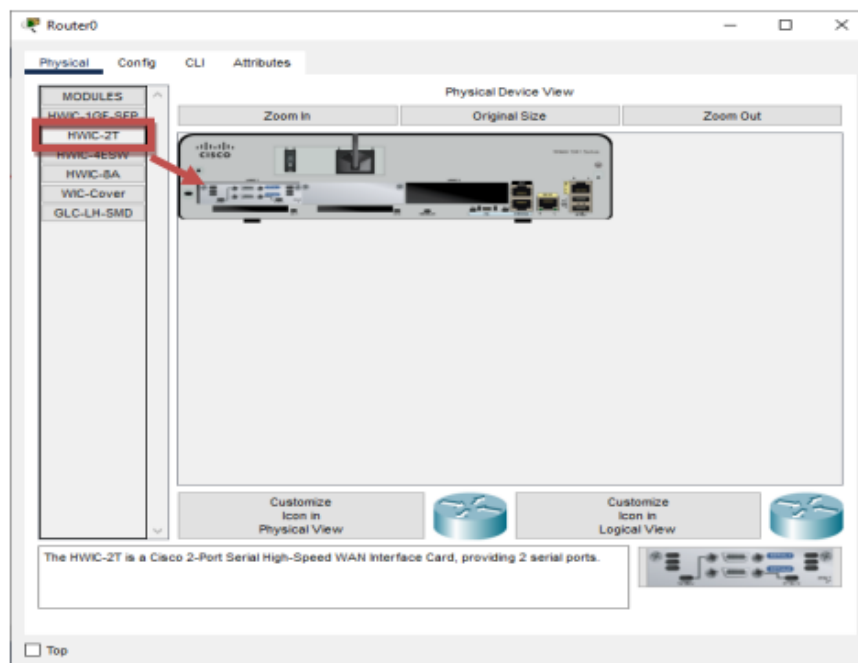 Router0
Physical Config CLI Attributes
MODULES
HWIC-1GE-SFP
HWIC-2T
HWIC-4ESW
HWIC-8A
WIC-Cover
GLC-LH-SMD
Physical Device View
Zoom In Original Size Zoom Out
CISCO
Customize
Icon in
Physical View
Customize
Icon in
Logical View
The HWIC-2T is a Cisco 2-Port Serial High-Speed WAN Interface Card, providing 2 serial ports.
Top